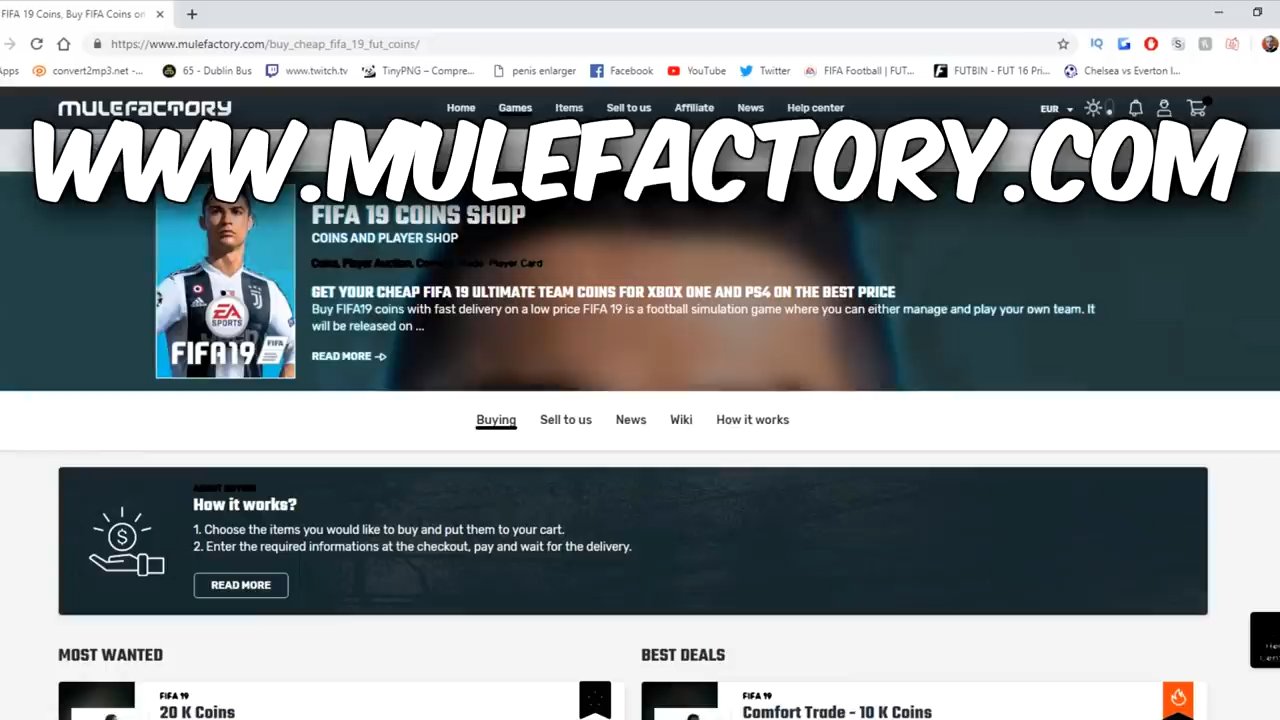 FIFA 19 Coins, Buy FIFA Coins on
https://www.mulefactory.com/buy_cheap_fifa_19_fut_coins/
Apps convert2mp3.net -... 65 - Dublin Bus www.twitch.tv TinyPNG – Compre... penis enlarger Facebook YouTube Twitter FIFA Football | FUT... FUTBIN - FUT 16 Pri... Chelsea vs Everton l...
MULEFACTORY Home Games Items Sell to us Affiliate News Help center EUR
WWW.MULEFACTORY.COM
FIFA 19 COINS SHOP
COINS AND PLAYER SHOP
Coins, Player Auction, Player Card
GET YOUR CHEAP FIFA 19 ULTIMATE TEAM COINS FOR XBOX ONE AND PS4 ON THE BEST PRICE
Buy FIFA19 coins with fast delivery on a low price FIFA 19 is a football simulation game where you can either manage and play your own team. It
will be released on ...
READ MORE
EA
SPORTS
FIFA19
FIFA
Buying Sell to us News Wiki How it works
How it works?
1. Choose the items you would like to buy and put them to your cart.
2. Enter the required informations at the checkout, pay and wait for the delivery.
READ MORE
MOST WANTED BEST DEALS
FIFA 19 FIFA 19
20 K Coins Comfort Trade - 10 K Coins